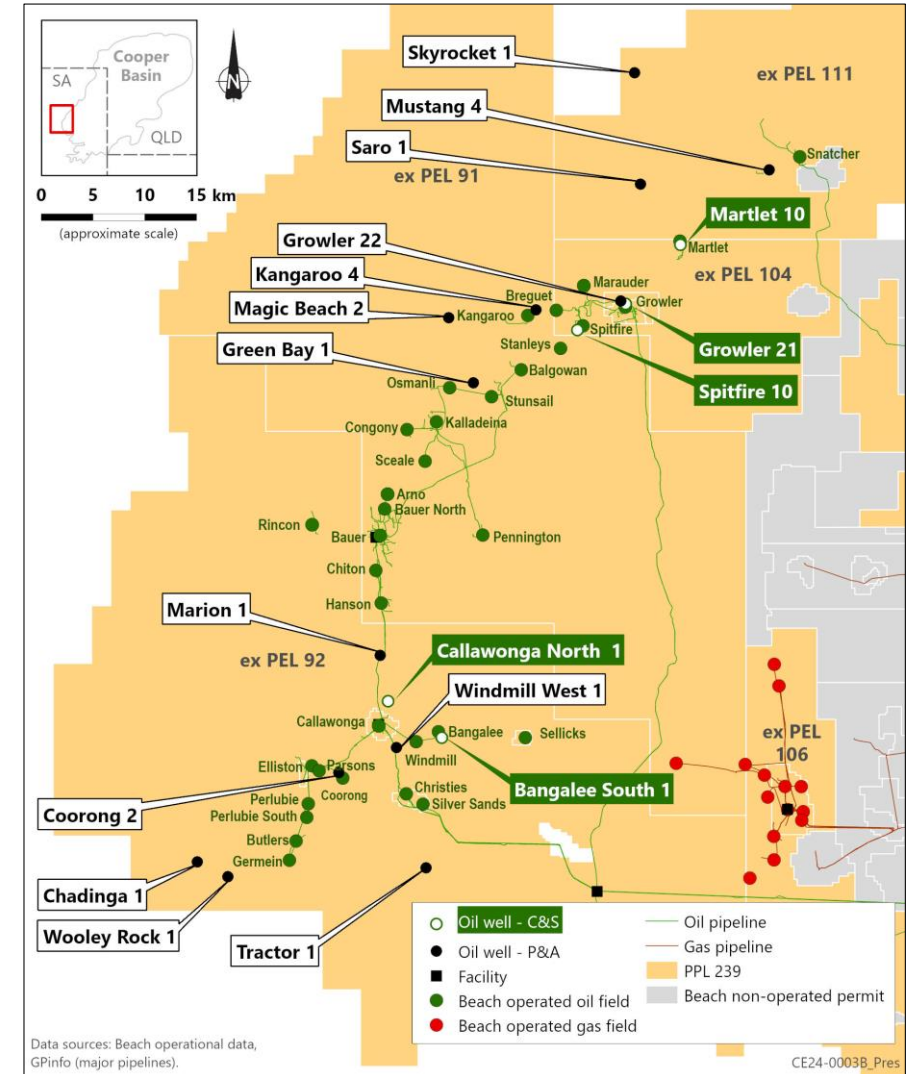 Cooper
Basin
SA
QLD
N
0 5 10 15 km
(approximate scale)
Skyrocket 1
ex PEL 111
Mustang 4
Snatcher
Saro 1
ex PEL 91
Martlet 10
Martlet
Growler 22
ex PEL 104
Kangaroo 4
Marauder
Breguet
Growler
Magic Beach 2
Kangaroo
Spitfire
Growler 21
Stanleys
Green Bay 1
Balgowan
Spitfire 10
Osmanli
Stunsail
Kalladeina
Congony
Sceale
Arno
Bauer North
Rincon
Bauer
Pennington
Chiton
Hanson
Marion 1
ex PEL 92
Callawonga North 1
Windmill West 1
Callawonga
Bangalee
Sellicks
ex PEL
106
Windmill
Elliston
Parsons
Coorong
Christies
Bangalee South 1
Perlubie
Silver Sands
Coorong 2
Perlubie South
Butlers
Germein
Chadinga 1
Wooley Rock 1
Tractor 1
Oil well - C&S
Oil well - P&A
Facility
Beach operated oil field
Beach operated gas field
Oil pipeline
Gas pipeline
PPL 239
Beach non-operated permit
Data sources: Beach operational data,
GPinfo (major pipelines).
CE24-0003B_Pres